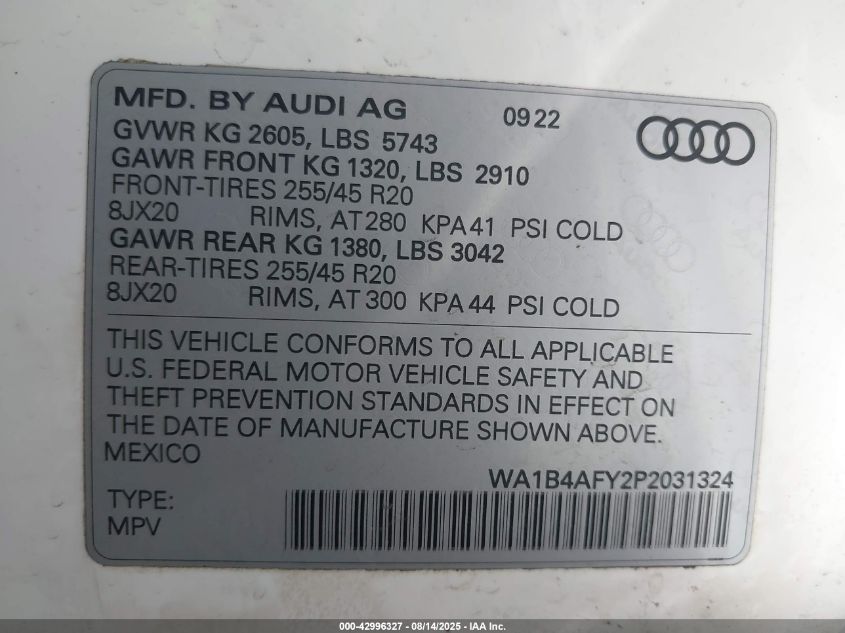 MFD. BY AUDI AG 09 22
GVWR KG 2605, LBS 5743
GAWR FRONT KG 1320, LBS 2910
FRONT-TIRES 255/45 R20
8JX20 RIMS, AT 280 KPA 41 PSI COLD
GAWR REAR KG 1380, LBS 3042
REAR-TIRES 255/45 R20
8JX20 RIMS, AT 300 KPA 44 PSI COLD
THIS VEHICLE CONFORMS TO ALL APPLICABLE
U.S. FEDERAL MOTOR VEHICLE SAFETY AND
THEFT PREVENTION STANDARDS IN EFFECT ON
THE DATE OF MANUFACTURE SHOWN ABOVE.
MEXICO
WA1B4AFY2P2031324
TYPE:
MPV
000-42996327 - 08/14/2025 - IAA Inc.